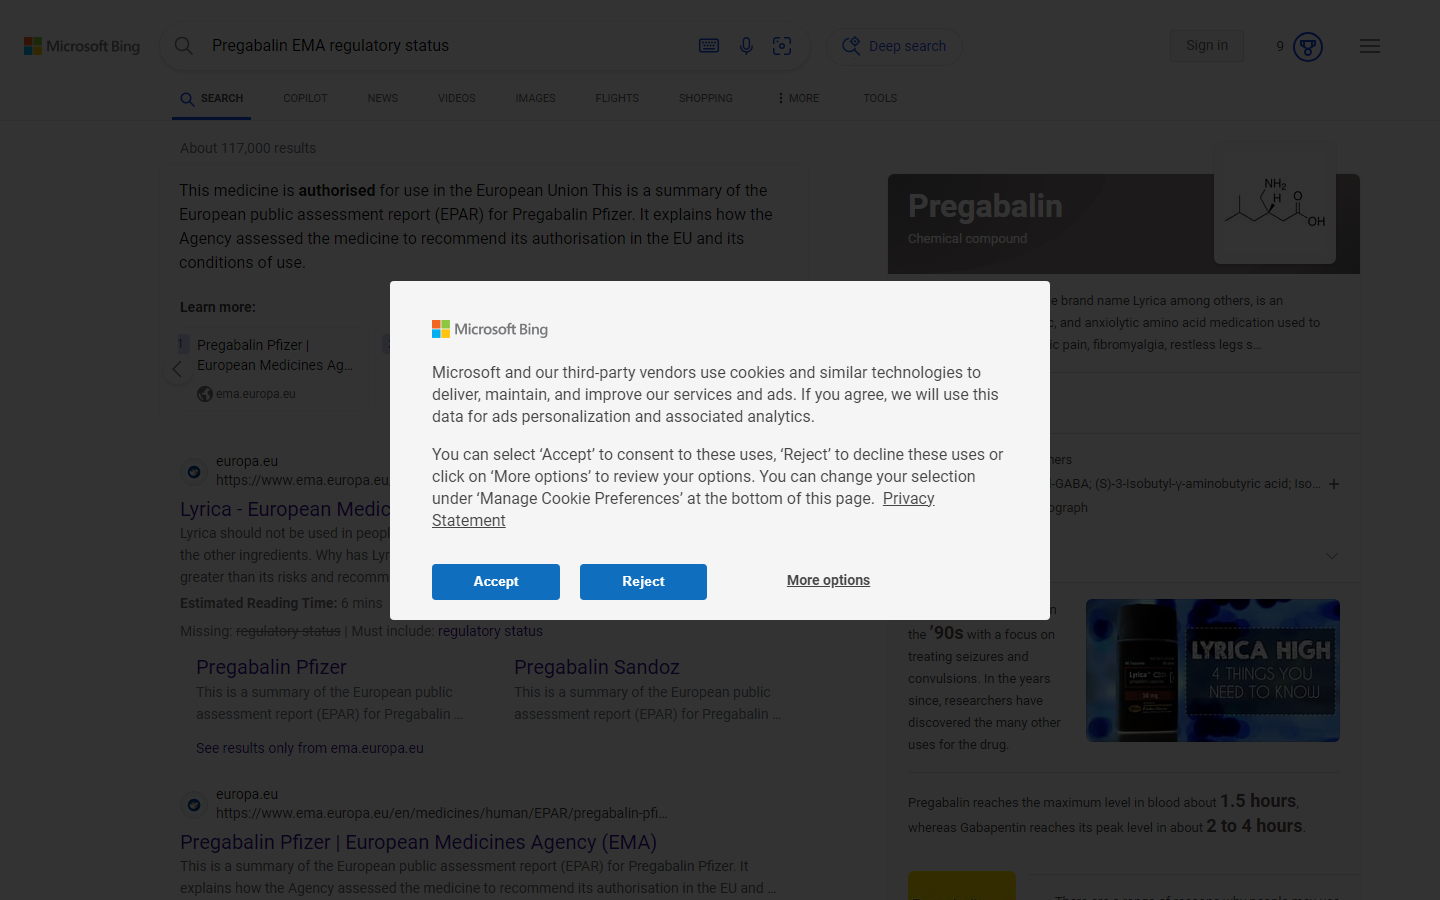 Microsoft Bing
Pregabalin EMA regulatory status
Deep search
Sign in
9
SEARCH
COPILOT
NEWS
VIDEOS
IMAGES
FLIGHTS
SHOPPING
MORE
TOOLS
About 117,000 results
This medicine is authorised for use in the European Union This is a summary of the
European public assessment report (EPAR) for Pregabalin Pfizer. It explains how the
Agency assessed the medicine to recommend its authorisation in the EU and its
conditions of use.
Learn more:
1
Pregabalin Pfizer |
European Medicines Ag...
ema.europa.eu
europa.eu
https://www.ema.europa.eu
Lyrica - European Medic
Lyrica should not be used in peopl
the other ingredients. Why has Lyr
greater than its risks and recomm
Estimated Reading Time: 6 mins
Missing: regulatory status | Must include: regulatory status
Pregabalin Pfizer
This is a summary of the European public
assessment report (EPAR) for Pregabalin ...
Pregabalin Sandoz
This is a summary of the European public
assessment report (EPAR) for Pregabalin ...
See results only from ema.europa.eu
europa.eu
https://www.ema.europa.eu/en/medicines/human/EPAR/pregabalin-pfi...
Pregabalin Pfizer | European Medicines Agency (EMA)
This is a summary of the European public assessment report (EPAR) for Pregabalin Pfizer. It
explains how the Agency assessed the medicine to recommend its authorisation in the EU and ...
Microsoft Bing
Microsoft and our third-party vendors use cookies and similar technologies to
deliver, maintain, and improve our services and ads. If you agree, we will use this
data for ads personalization and associated analytics.
You can select ‘Accept’ to consent to these uses, ‘Reject’ to decline these uses or
click on ‘More options’ to review your options. You can change your selection
under ‘Manage Cookie Preferences’ at the bottom of this page. Privacy
Statement
Accept
Reject
More options
Pregabalin
Chemical compound
NH2
H
O
OH
e brand name Lyrica among others, is an
c, and anxiolytic amino acid medication used to
ic pain, fibromyalgia, restless legs s...
hers
-GABA; (S)-3-Isobutyl-γ-aminobutyric acid; Iso...
ograph
n
the ’90s with a focus on
treating seizures and
convulsions. In the years
since, researchers have
discovered the many other
uses for the drug.
Lyrica
LYRICA HIGH
4 THINGS YOU
NEED TO KNOW
Pregabalin reaches the maximum level in blood about 1.5 hours,
whereas Gabapentin reaches its peak level in about 2 to 4 hours.